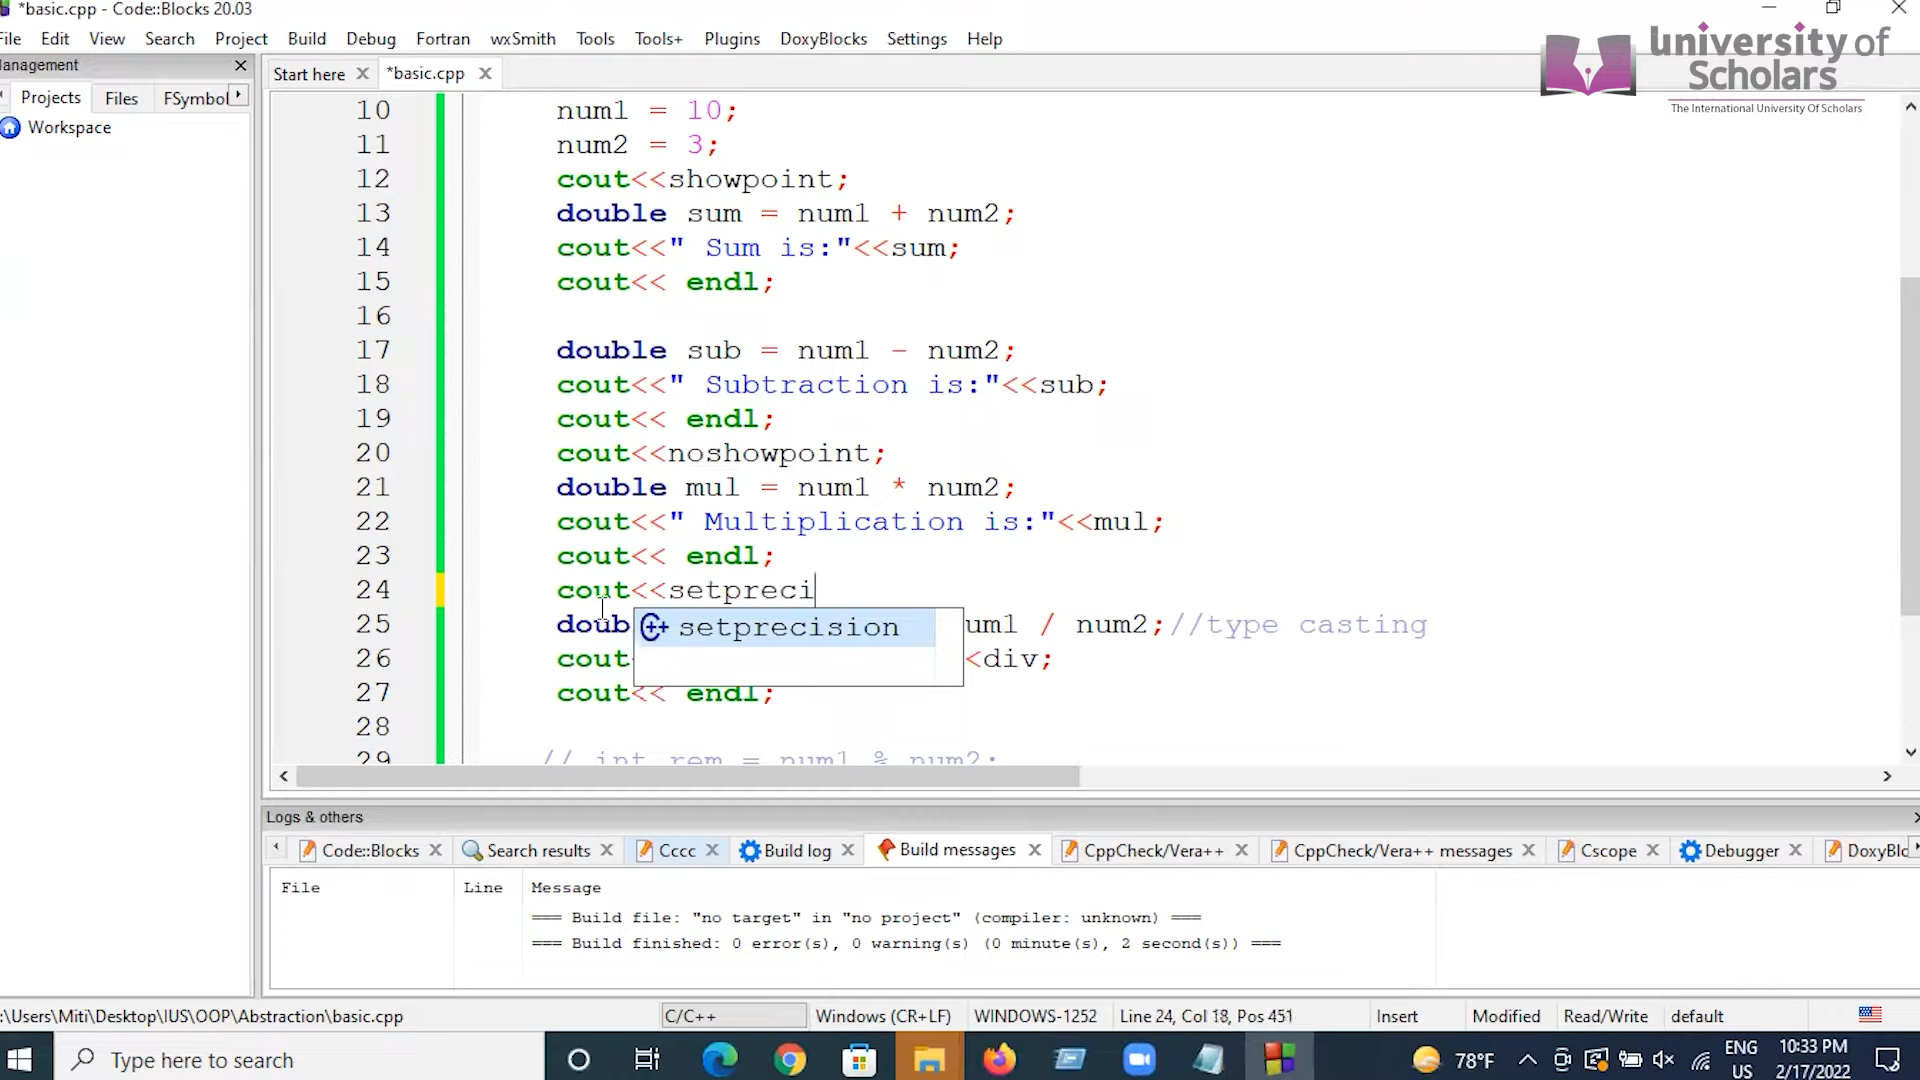 *basic.cpp - Code::Blocks 20.03
File Edit View Search Project Build Debug Fortran wxSmith Tools Tools+ Plugins DoxyBlocks Settings Help
University of
Scholars
The International University Of Scholars
anagement
Start here *basic.cpp
Projects Files FSymbol
Workspace
10 num1 = 10;
11 num2 = 3;
12 cout<<showpoint;
13 double sum = num1 + num2;
14 cout<<" Sum is:"<<sum;
15 cout<< endl;
16
17 double sub = num1 - num2;
18 cout<<" Subtraction is:"<<sub;
19 cout<< endl;
20 cout<<noshowpoint;
21 double mul = num1 * num2;
22 cout<<" Multiplication is:"<<mul;
23 cout<< endl;
24 cout<<setpreci
25 doub um1 / num2;//type casting
setprecision
26 cout <div;
27 cout<< endl;
28
29 // int rem = num1 % num2;
Logs & others
Code::Blocks Search results Cccc Build log Build messages CppCheck/Vera++ CppCheck/Vera++ messages Cscope Debugger DoxyBlo
File Line Message
=== Build file: "no target" in "no project" (compiler: unknown) ===
=== Build finished: 0 error(s), 0 warning(s) (0 minute(s), 2 second(s)) ===
:\Users\Miti\Desktop\IUS\OOP\Abstraction\basic.cpp C/C++ Windows (CR+LF) WINDOWS-1252 Line 24, Col 18, Pos 451 Insert Modified Read/Write default
Type here to search
78°F
ENG
US
10:33 PM
2/17/2022